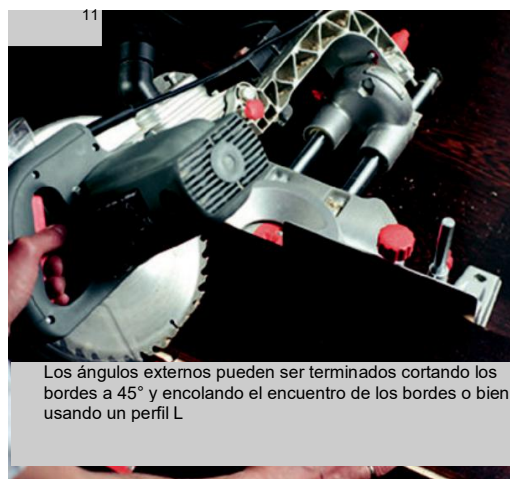 11
Los ángulos externos pueden ser terminados cortando los
bordes a 45° y encolando el encuentro de los bordes o bien
usando un perfil L